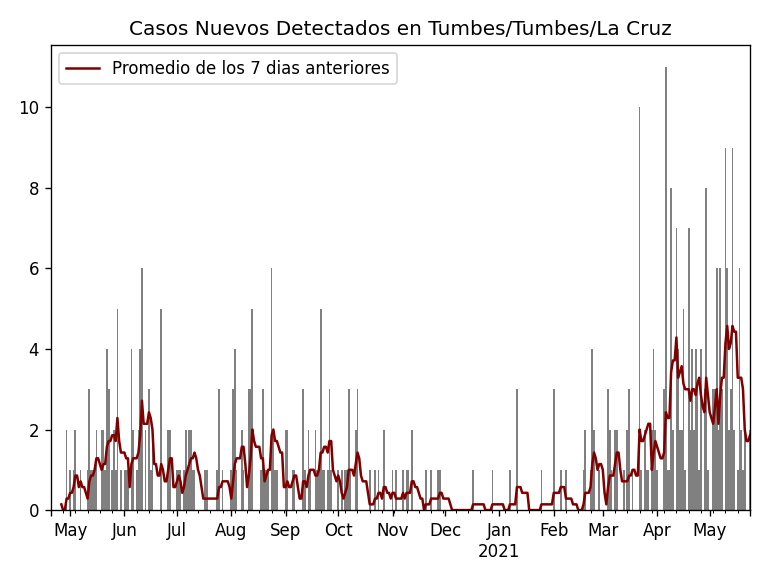 Casos Nuevos Detectados en Tumbes/Tumbes/La Cruz
Promedio de los 7 dias anteriores
10
8
6
4
2
0
May Jun Jul Aug Sep Oct Nov Dec Jan Feb Mar Apr May
2021